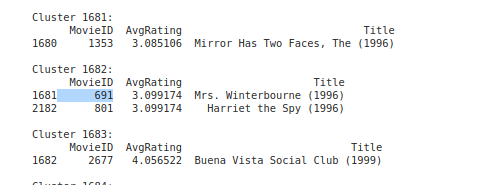 Cluster 1681:
MovieID AvgRating Title
1680 1353 3.085106 Mirror Has Two Faces, The (1996)
Cluster 1682:
MovieID AvgRating Title
1681 691 3.099174 Mrs. Winterbourne (1996)
2182 801 3.099174 Harriet the Spy (1996)
Cluster 1683:
MovieID AvgRating Title
1682 2677 4.056522 Buena Vista Social Club (1999)